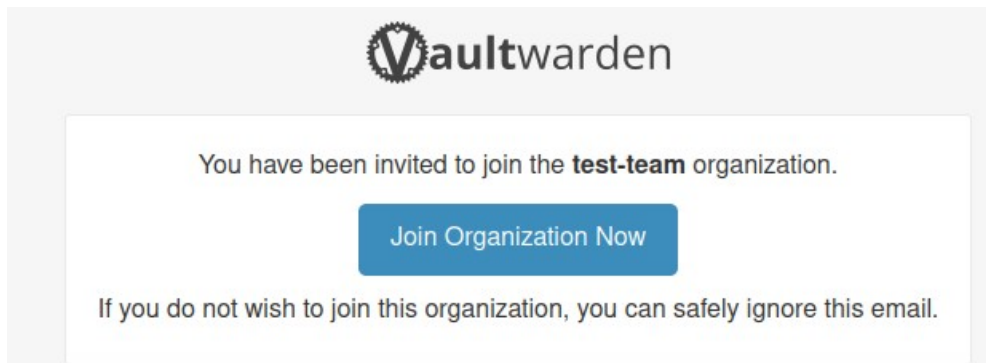 Vaultwarden
You have been invited to join the test-team organization.
Join Organization Now
If you do not wish to join this organization, you can safely ignore this email.